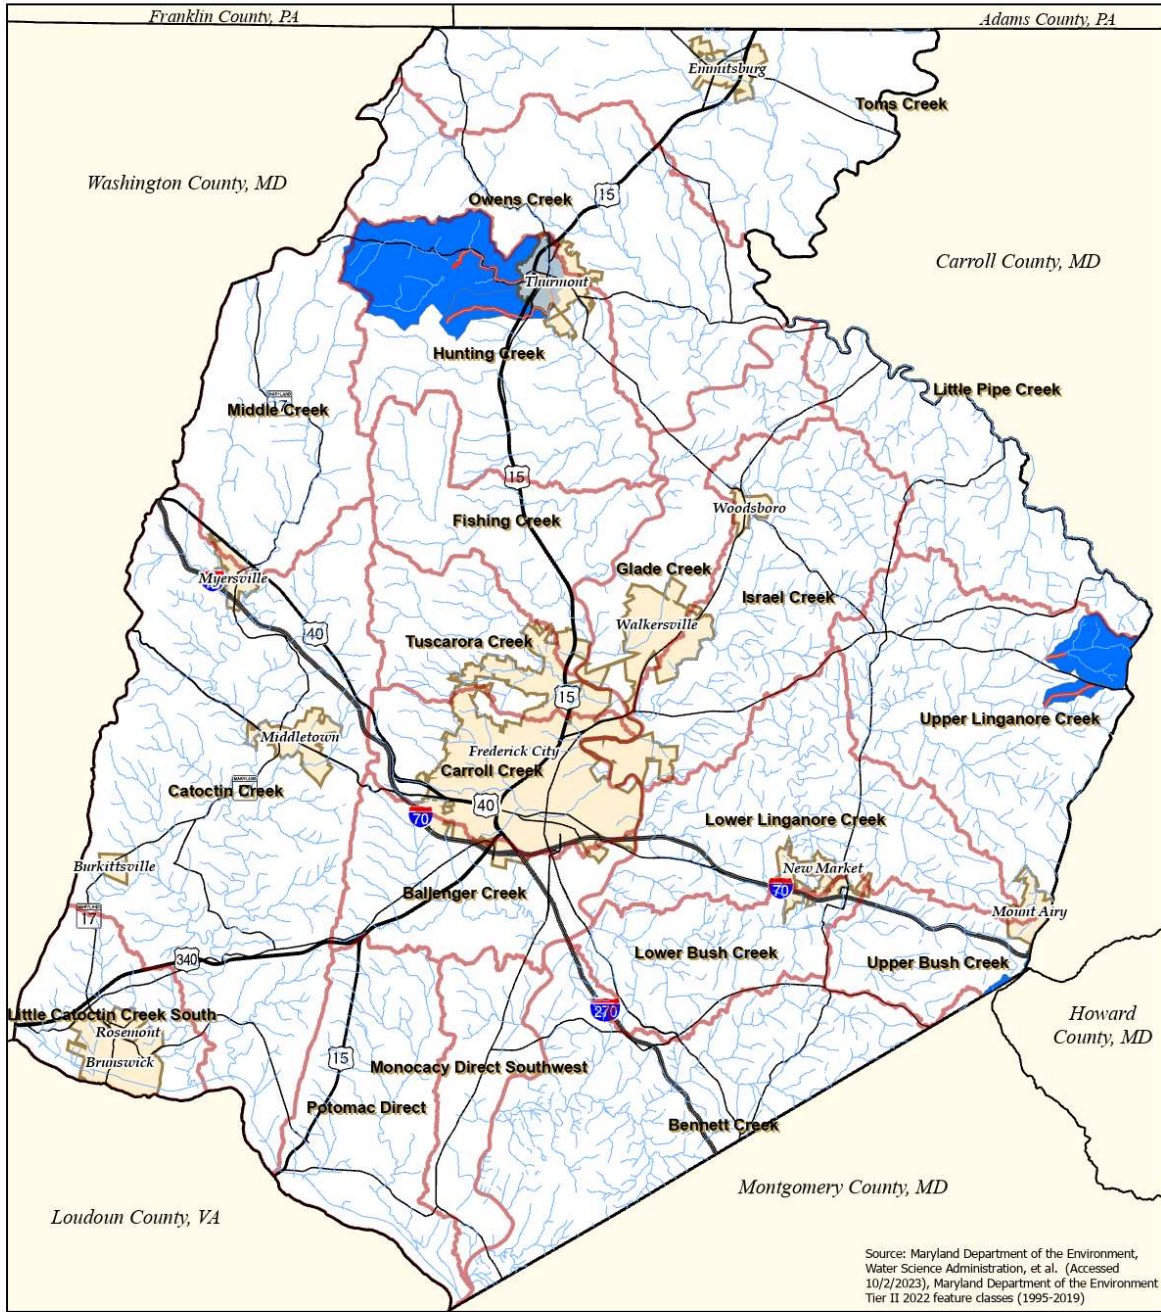 Franklin County, PA
Adams County, PA
Emmitsburg
Toms Creek
Washington County, MD
15
Owens Creek
Carroll County, MD
Thurmont
Hunting Creek
Little Pipe Creek
MARYLAND
17
Middle Creek
15
Woodsboro
Fishing Creek
Glade Creek
Myersville
Israel Creek
Walkersville
40
Tuscarora Creek
15
Upper Linganore Creek
Middletown
Frederick City
Carroll Creek
MARYLAND
Catoctin Creek
40
70
Lower Linganore Creek
Burkittsville
New Market
70
Ballenger Creek
MARYLAND
17
Mount Airy
Lower Bush Creek
340
Upper Bush Creek
270
Little Catoctin Creek South
Howard
County, MD
Rosemont
15
Brunswick
Monocacy Direct Southwest
Potomac Direct
Bennett Creek
Montgomery County, MD
Loudoun County, VA
Source: Maryland Department of the Environment,
Water Science Administration, et al. (Accessed
10/2/2023), Maryland Department of the Environment
Tier II 2022 feature classes (1995-2019)